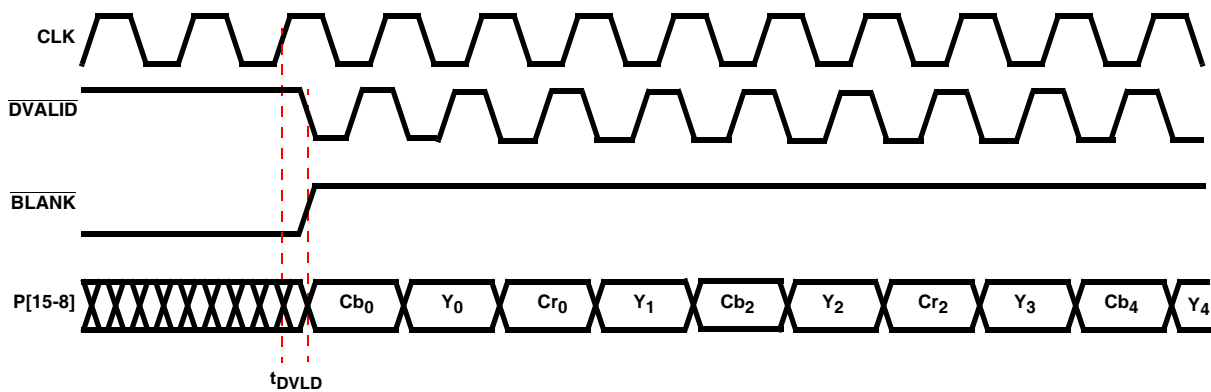 CLK
DVALID
BLANK
P[15-8] Cb0 Y0 Cr0 Y1 Cb2 Y2 Cr2 Y3 Cb4 Y4
tDVLD